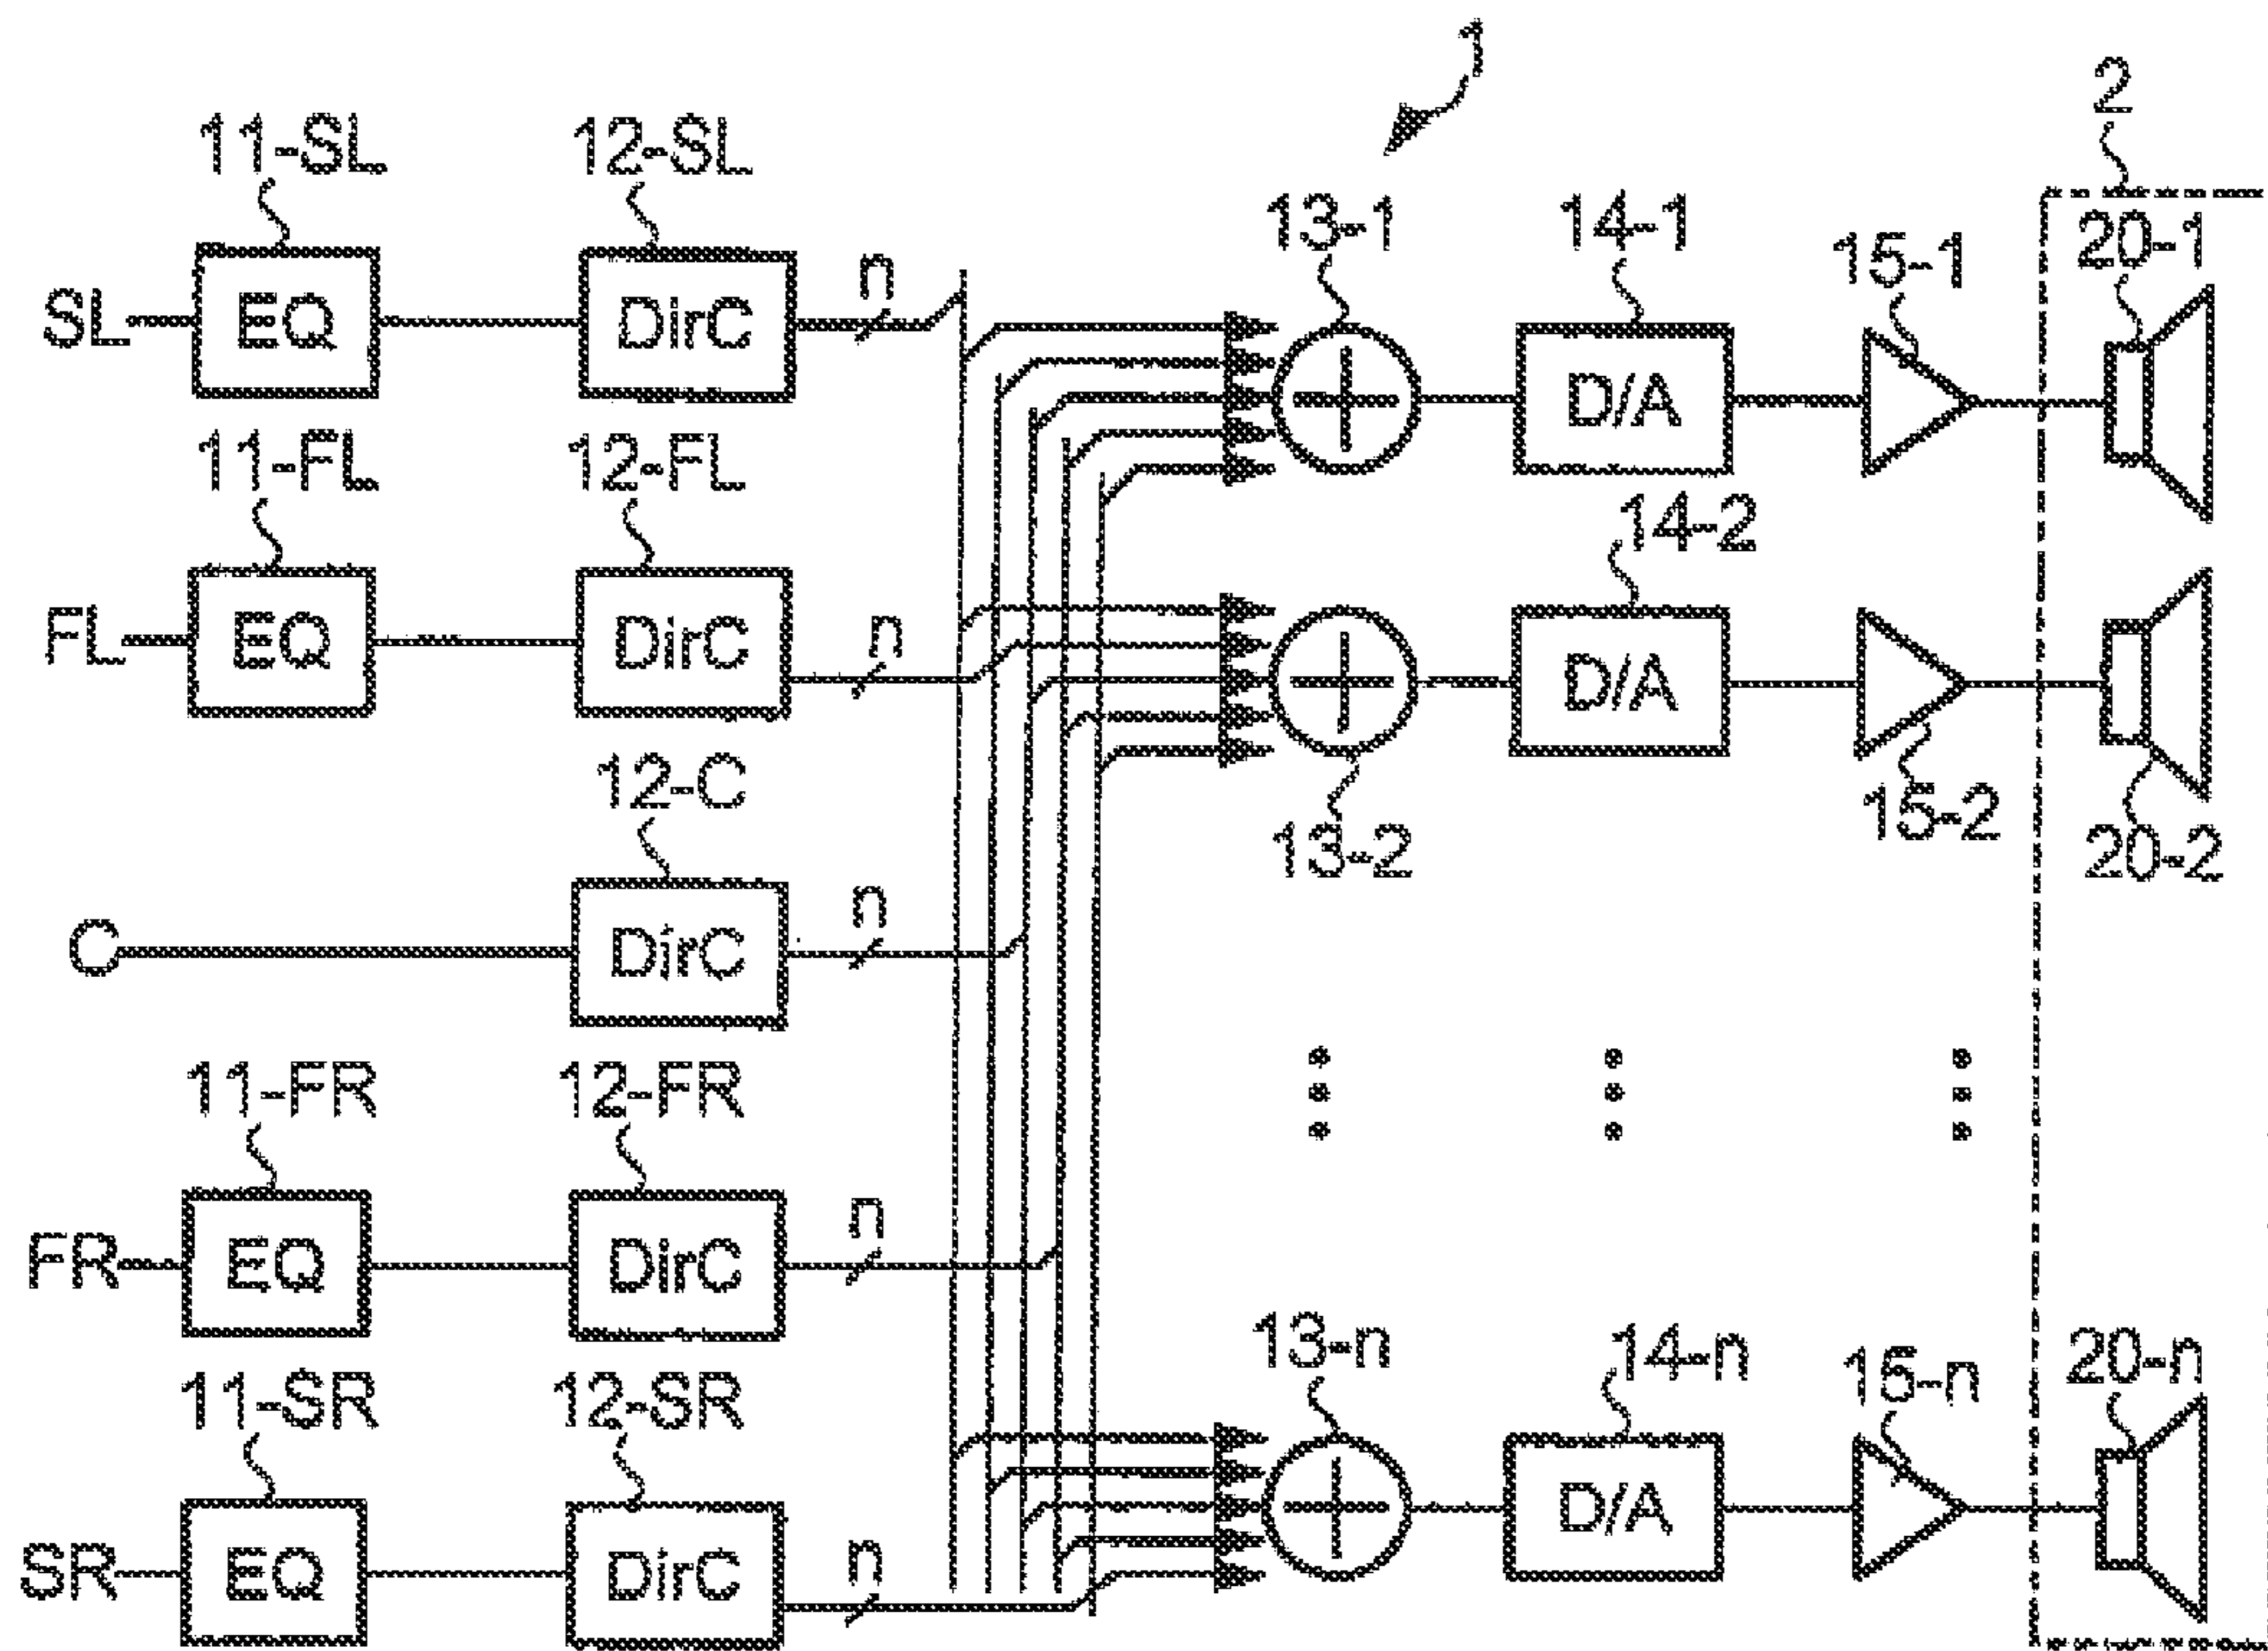 1
2
11-SL
12-SL
13-1
14-1
15-1
20-1
SL
EQ
DirC
n
D/A
11-FL
12-FL
14-2
FL
EQ
DirC
n
D/A
12-C
13-2
15-2
20-2
C
DirC
n
11-FR
12-FR
FR
EQ
DirC
n
13-n
14-n
15-n
20-n
11-SR
12-SR
SR
EQ
DirC
n
D/A